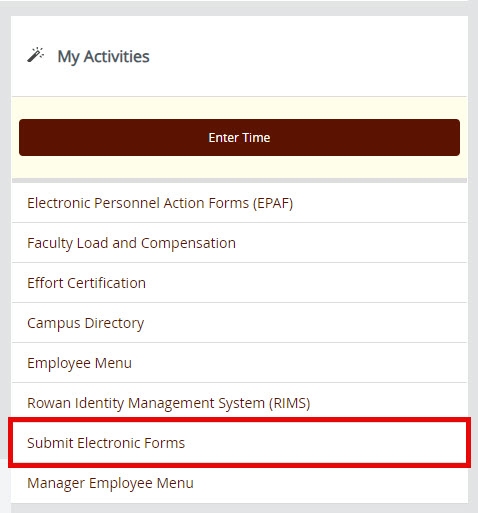 My Activities
Enter Time
Electronic Personnel Action Forms (EPAF)
Faculty Load and Compensation
Effort Certification
Campus Directory
Employee Menu
Rowan Identity Management System (RIMS)
Submit Electronic Forms
Manager Employee Menu